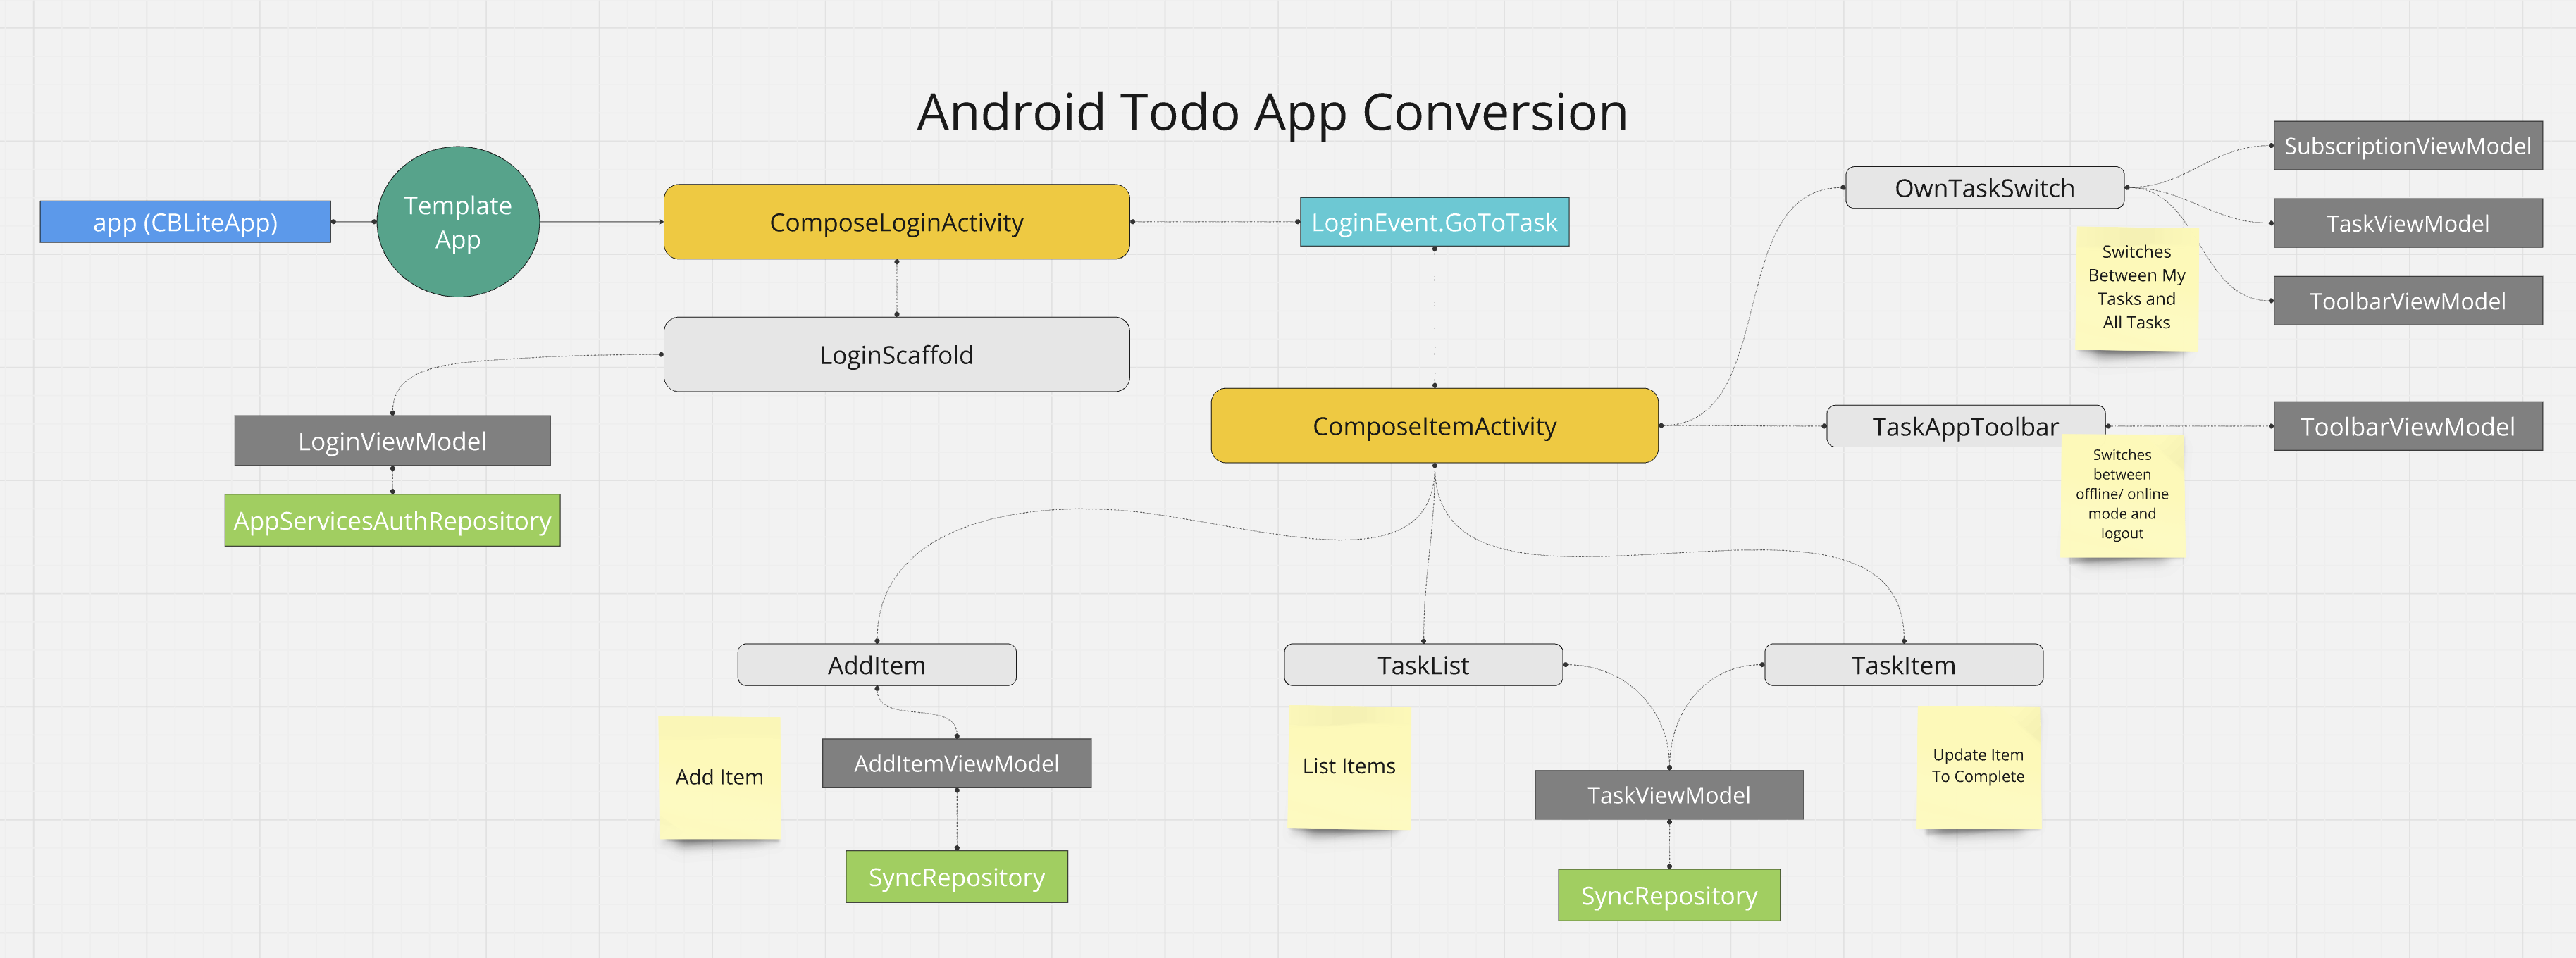 Android Todo App Conversion
app (CBLiteApp)
Template
App
ComposeLoginActivity
LoginEvent.GoToTask
OwnTaskSwitch
SubscriptionViewModel
TaskViewModel
ToolbarViewModel
Switches
Between My
Tasks and
All Tasks
LoginScaffold
LoginViewModel
AppServicesAuthRepository
ComposeItemActivity
TaskAppToolbar
ToolbarViewModel
Switches
between
offline/ online
mode and
logout
AddItem
TaskList
TaskItem
Add Item
AddItemViewModel
SyncRepository
List Items
TaskViewModel
SyncRepository
Update Item
To Complete